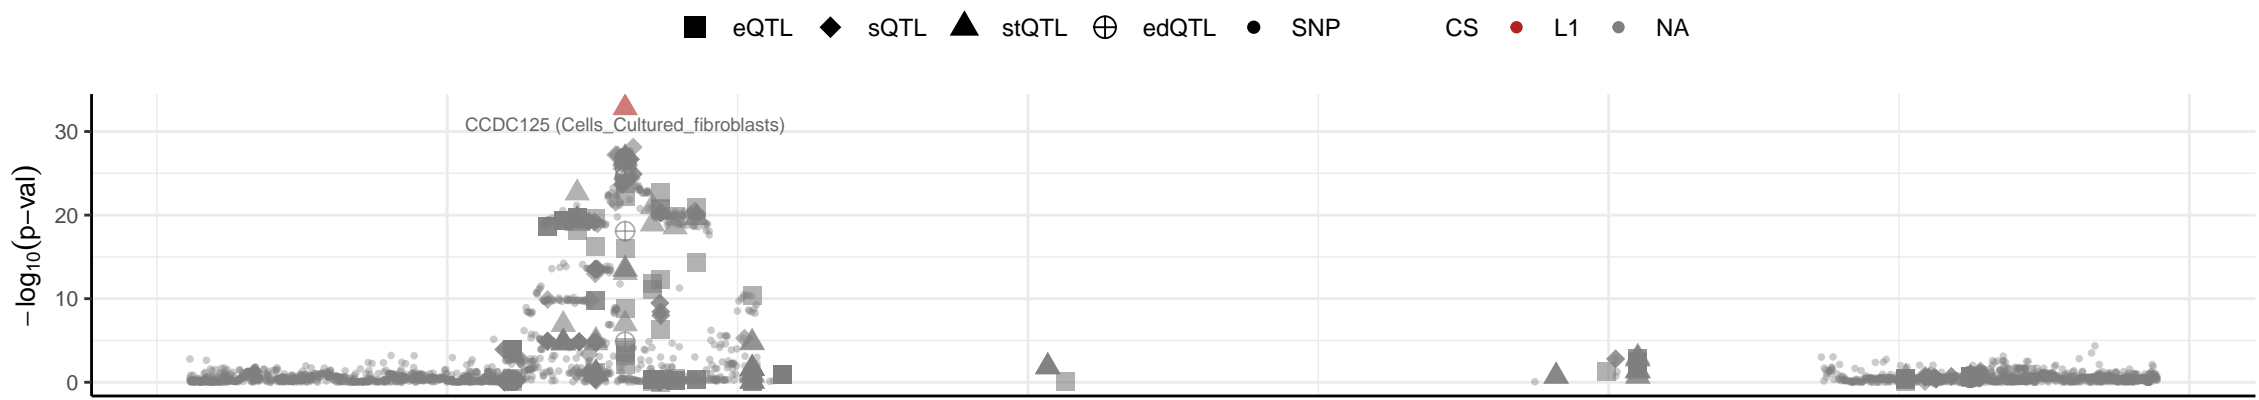 eQTL sQTL stQTL edQTL SNP CS L1 NA
CCDC125 (Cells_Cultured_fibroblasts)
30
20
10
0
−log₁₀(p−val)